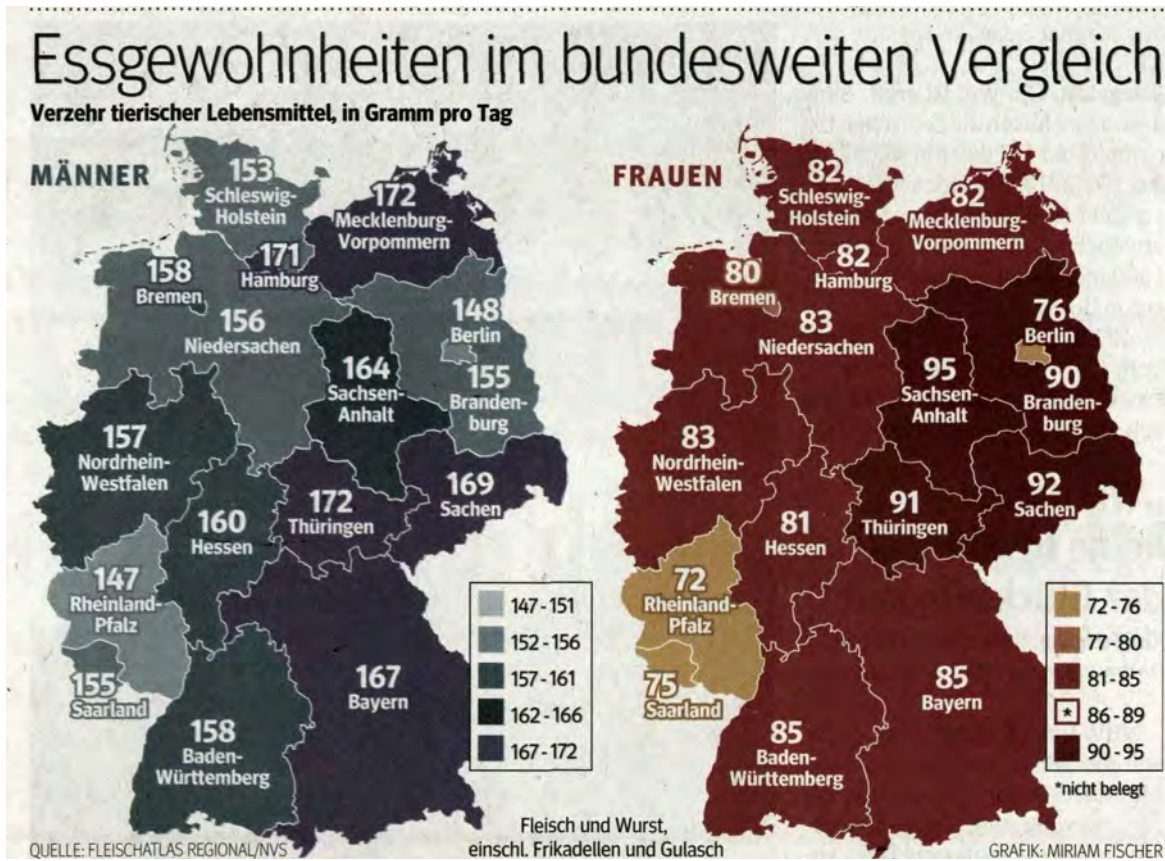 Essgewohnheiten im bundesweiten Vergleich
Verzehr tierischer Lebensmittel, in Gramm pro Tag
MÄNNER
153
Schleswig-
Holstein
172
Mecklenburg-
Vorpommern
171
Hamburg
158
Bremen
156
Niedersachen
148
Berlin
164
Sachsen-
Anhalt
155
Brandenburg
157
Nordrhein-
Westfalen
160
Hessen
172
Thüringen
169
Sachen
147
Rheinland-
Pfalz
155
Saarland
158
Baden-
Württemberg
167
Bayern
147 - 151
152 - 156
157 - 161
162 - 166
167 - 172
FRAUEN
82
Schleswig-
Holstein
82
Mecklenburg-
Vorpommern
82
Hamburg
80
Bremen
83
Niedersachen
76
Berlin
95
Sachsen-
Anhalt
90
Branden-
burg
83
Nordrhein-
Westfalen
81
Hessen
91
Thüringen
92
Sachen
72
Rheinland-
Pfalz
75
Saarland
85
Baden-
Württemberg
85
Bayern
72 - 76
77 - 80
81 - 85
* 86 - 89
90 - 95
*nicht belegt
Fleisch und Wurst,
einschl. Frikadellen und Gulasch
QUELLE: FLEISCHATLAS REGIONAL/NVS
GRAFIK: MIRIAM FISCHER